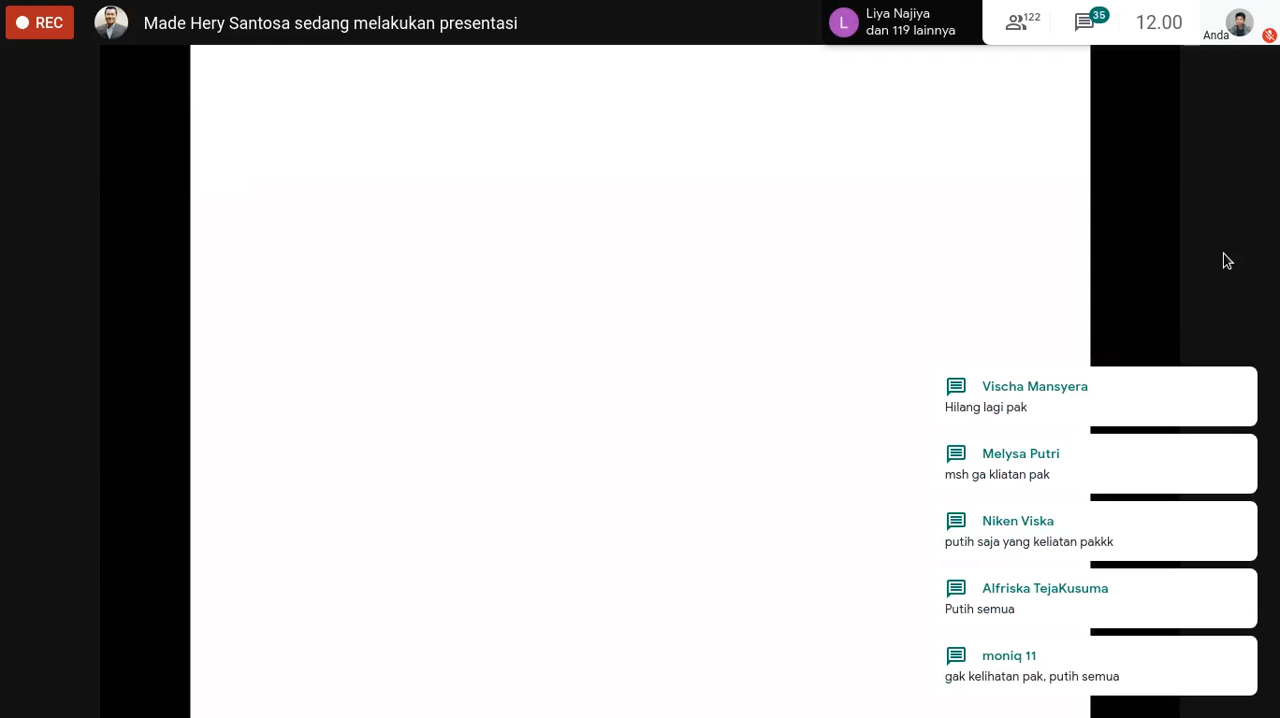 REC
Made Hery Santosa sedang melakukan presentasi
L
Liya Najiya
dan 119 lainnya
122
35
12.00
Anda
Vischa Mansyera
Hilang lagi pak
Melysa Putri
msh ga kliatan pak
Niken Viska
putih saja yang keliatan pakkk
Alfriska TejaKusuma
Putih semua
moniq 11
gak kelihatan pak, putih semua